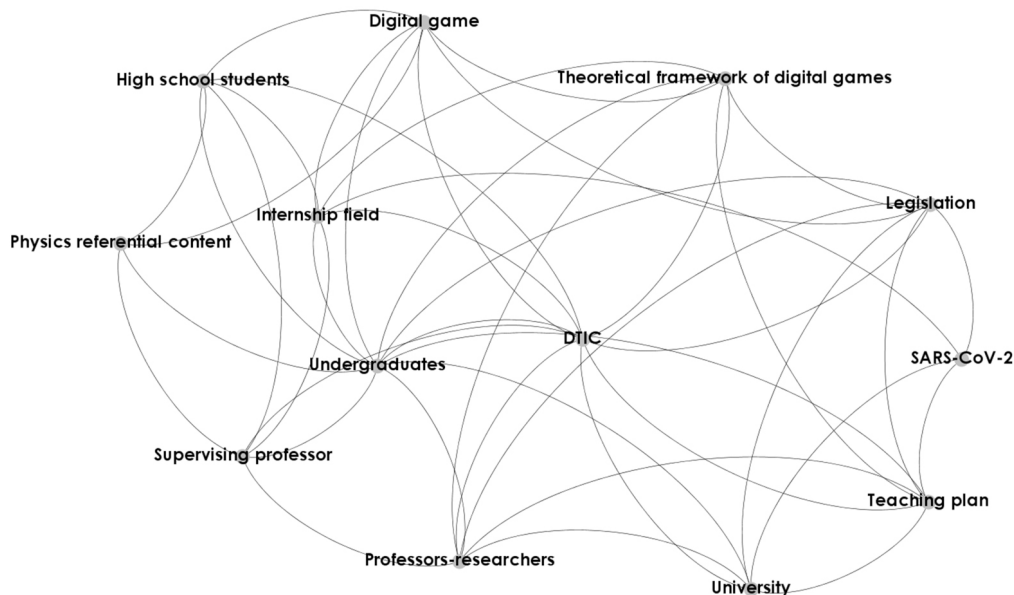 Digital game
High school students
Theoretical framework of digital games
Legislation
Internship field
Physics referential content
DTIC
SARS-CoV-2
Undergraduates
Supervising professor
Teaching plan
Professors-researchers
University